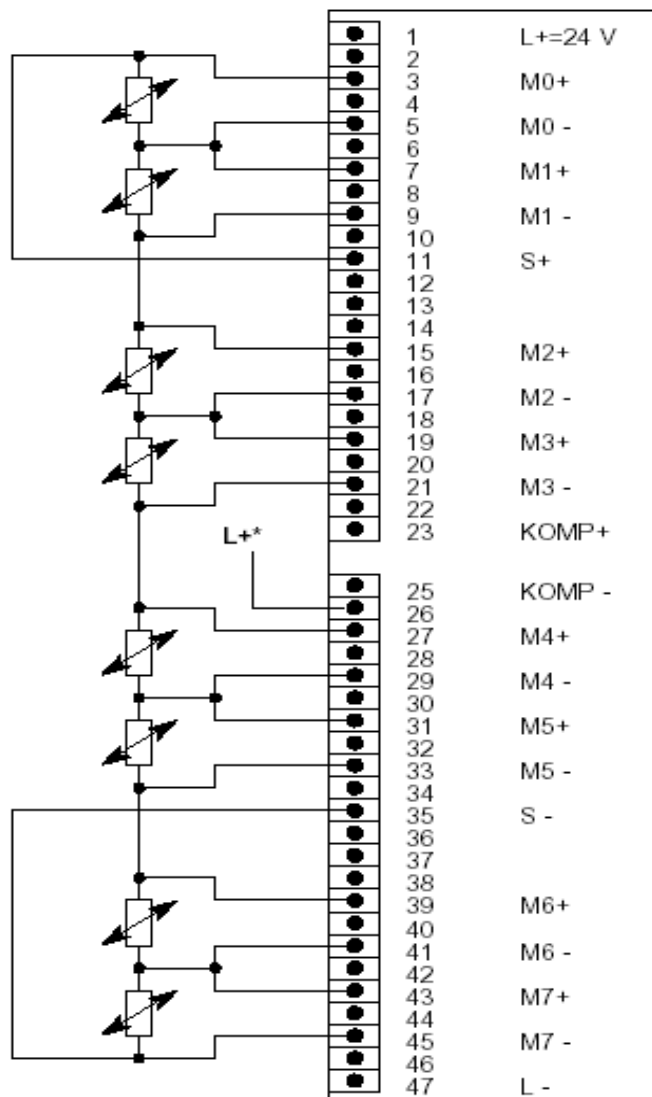 1 L+=24 V
2
3 M0+
4
5 M0 -
6
7 M1+
8
9 M1 -
10
11 S+
12
13
14
15 M2+
16
17 M2 -
18
19 M3+
20
21 M3 -
22
23 KOMP+
L+*
25 KOMP -
26
27 M4+
28
29 M4 -
30
31 M5+
32
33 M5 -
34
35 S -
36
37
38
39 M6+
40
41 M6 -
42
43 M7+
44
45 M7 -
46
47 L -